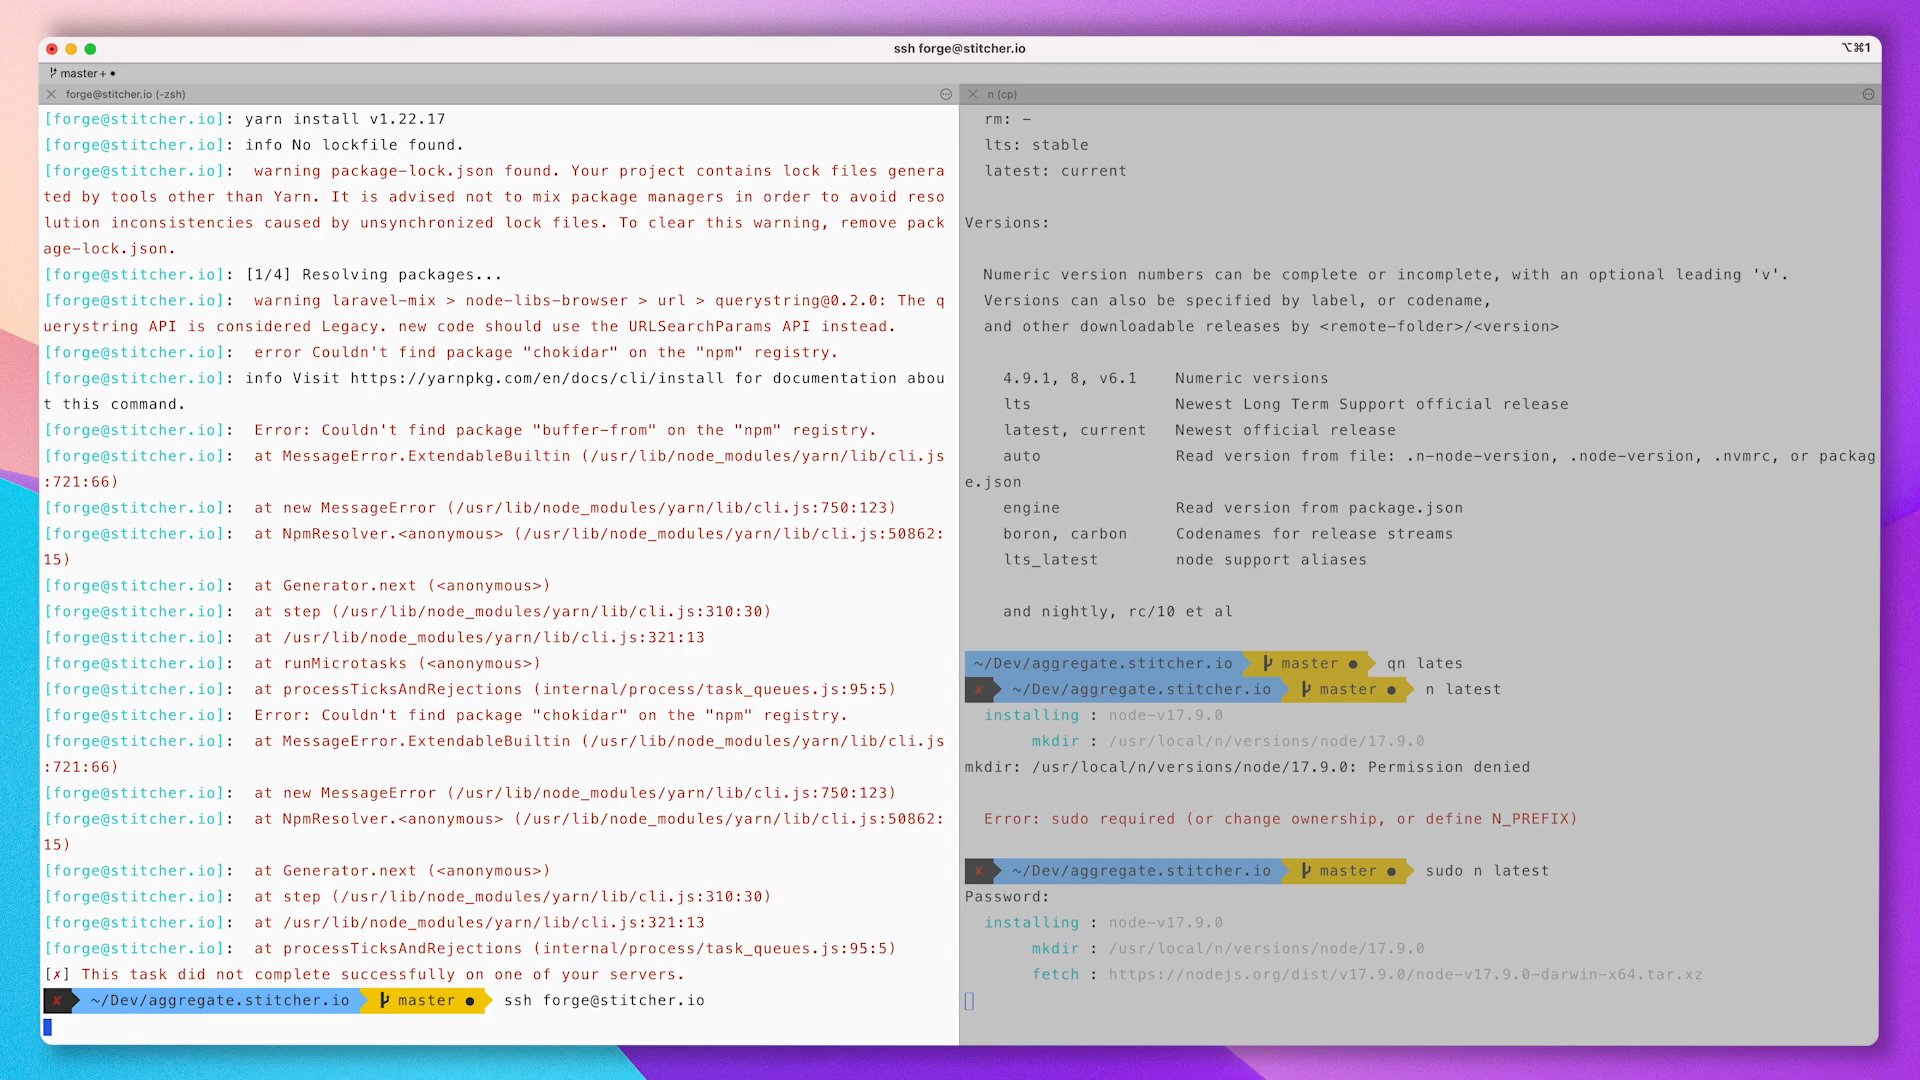 ssh forge@stitcher.io
⌥⌘1
master+ •
forge@stitcher.io (-zsh)
[forge@stitcher.io]: yarn install v1.22.17
[forge@stitcher.io]: info No lockfile found.
[forge@stitcher.io]:  warning package-lock.json found. Your project contains lock files genera
ted by tools other than Yarn. It is advised not to mix package managers in order to avoid reso
lution inconsistencies caused by unsynchronized lock files. To clear this warning, remove pack
age-lock.json.
[forge@stitcher.io]: [1/4] Resolving packages...
[forge@stitcher.io]:  warning laravel-mix > node-libs-browser > url > querystring@0.2.0: The q
uerystring API is considered Legacy. new code should use the URLSearchParams API instead.
[forge@stitcher.io]:  error Couldn't find package "chokidar" on the "npm" registry.
[forge@stitcher.io]: info Visit https://yarnpkg.com/en/docs/cli/install for documentation abou
t this command.
[forge@stitcher.io]:  Error: Couldn't find package "buffer-from" on the "npm" registry.
[forge@stitcher.io]:  at MessageError.ExtendableBuiltin (/usr/lib/node_modules/yarn/lib/cli.js
:721:66)
[forge@stitcher.io]:  at new MessageError (/usr/lib/node_modules/yarn/lib/cli.js:750:123)
[forge@stitcher.io]:  at NpmResolver.<anonymous> (/usr/lib/node_modules/yarn/lib/cli.js:50862:
15)
[forge@stitcher.io]:  at Generator.next (<anonymous>)
[forge@stitcher.io]:  at step (/usr/lib/node_modules/yarn/lib/cli.js:310:30)
[forge@stitcher.io]:  at /usr/lib/node_modules/yarn/lib/cli.js:321:13
[forge@stitcher.io]:  at runMicrotasks (<anonymous>)
[forge@stitcher.io]:  at processTicksAndRejections (internal/process/task_queues.js:95:5)
[forge@stitcher.io]:  Error: Couldn't find package "chokidar" on the "npm" registry.
[forge@stitcher.io]:  at MessageError.ExtendableBuiltin (/usr/lib/node_modules/yarn/lib/cli.js
:721:66)
[forge@stitcher.io]:  at new MessageError (/usr/lib/node_modules/yarn/lib/cli.js:750:123)
[forge@stitcher.io]:  at NpmResolver.<anonymous> (/usr/lib/node_modules/yarn/lib/cli.js:50862:
15)
[forge@stitcher.io]:  at Generator.next (<anonymous>)
[forge@stitcher.io]:  at step (/usr/lib/node_modules/yarn/lib/cli.js:310:30)
[forge@stitcher.io]:  at /usr/lib/node_modules/yarn/lib/cli.js:321:13
[forge@stitcher.io]:  at processTicksAndRejections (internal/process/task_queues.js:95:5)
[✗] This task did not complete successfully on one of your servers.
✘ ~/Dev/aggregate.stitcher.io master ● ssh forge@stitcher.io
n (cp)
rm: -
lts: stable
latest: current
Versions:
Numeric version numbers can be complete or incomplete, with an optional leading 'v'.
Versions can also be specified by label, or codename,
and other downloadable releases by <remote-folder>/<version>
4.9.1, 8, v6.1    Numeric versions
lts               Newest Long Term Support official release
latest, current   Newest official release
auto              Read version from file: .n-node-version, .node-version, .nvmrc, or packag
e.json
engine            Read version from package.json
boron, carbon     Codenames for release streams
lts_latest        node support aliases
and nightly, rc/10 et al
~/Dev/aggregate.stitcher.io master ● qn lates
✘ ~/Dev/aggregate.stitcher.io master ● n latest
installing : node-v17.9.0
mkdir : /usr/local/n/versions/node/17.9.0
mkdir: /usr/local/n/versions/node/17.9.0: Permission denied
Error: sudo required (or change ownership, or define N_PREFIX)
✘ ~/Dev/aggregate.stitcher.io master ● sudo n latest
Password:
installing : node-v17.9.0
mkdir : /usr/local/n/versions/node/17.9.0
fetch : https://nodejs.org/dist/v17.9.0/node-v17.9.0-darwin-x64.tar.xz